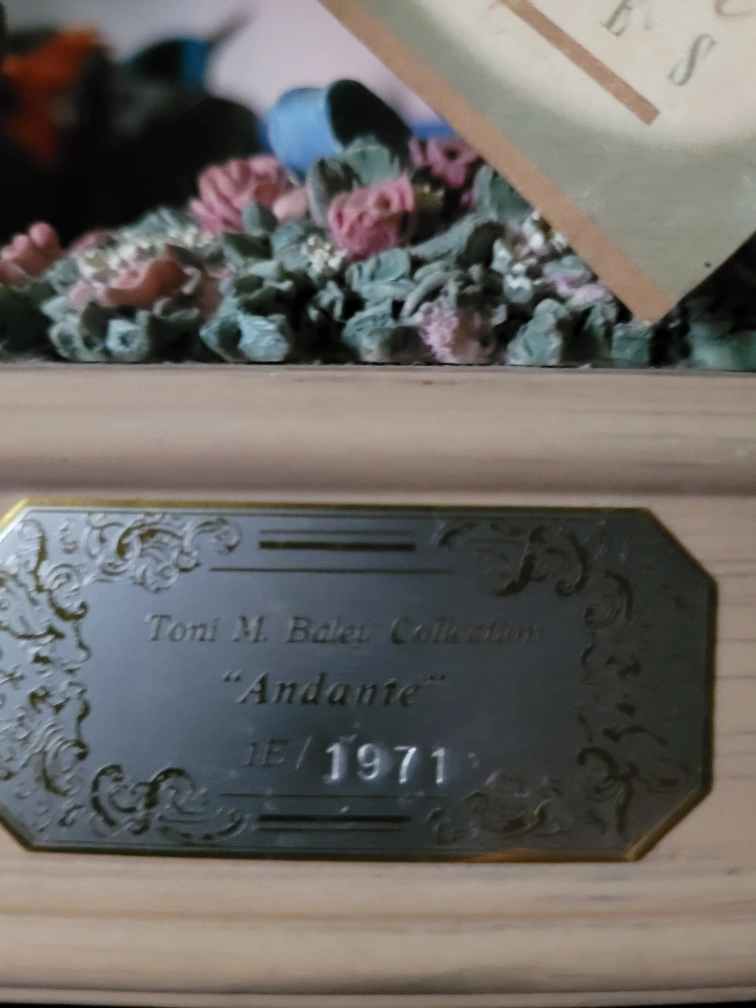 E S
Toni M. Baley Collection
"Andante"
1E/1971